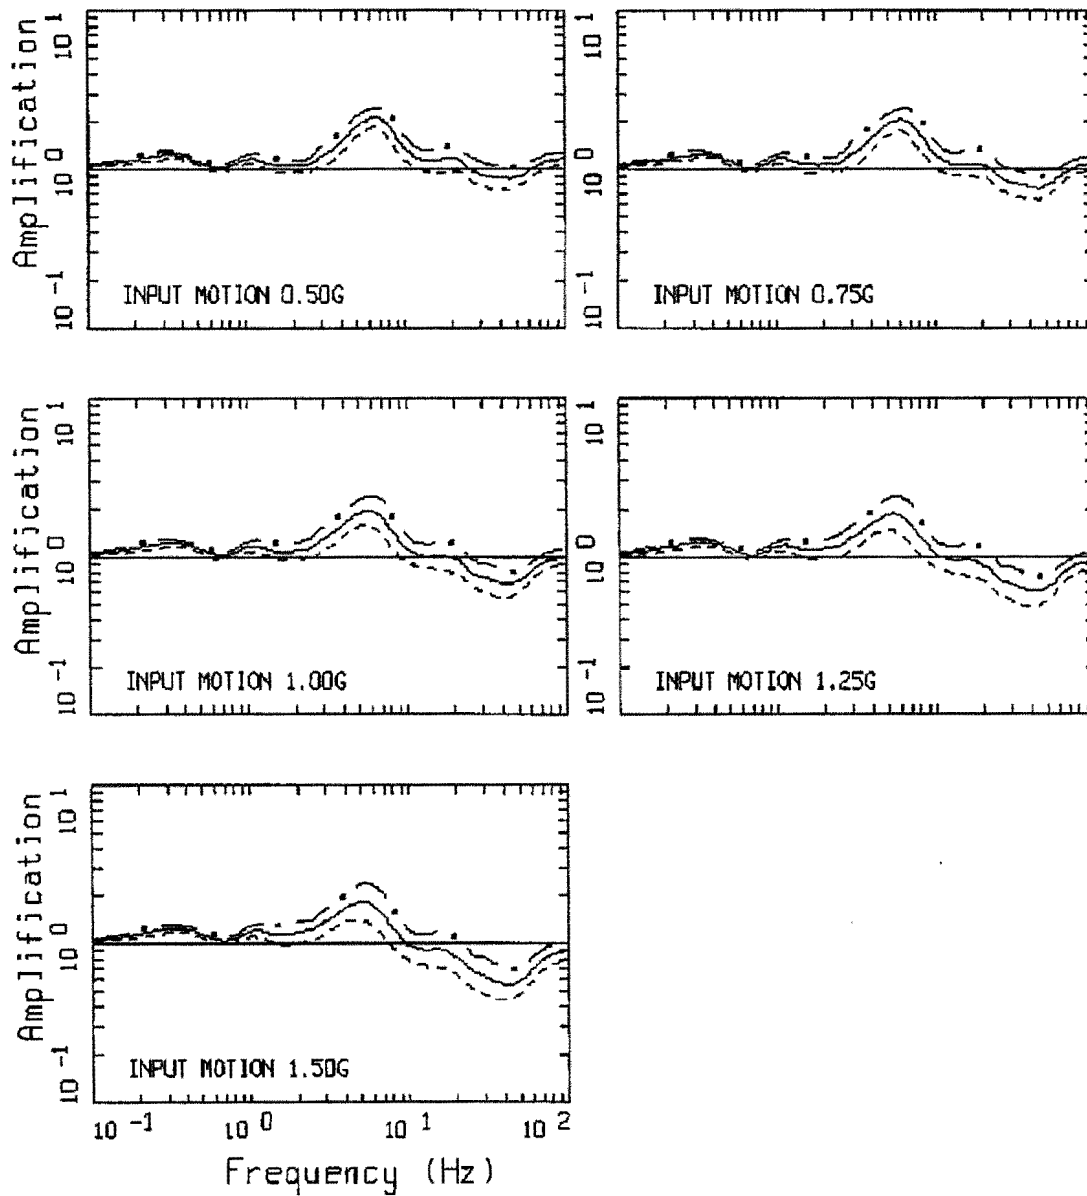 Amplification
10 1
10 0
10 -1
INPUT MOTION 0.50G
10 1
10 0
10 -1
INPUT MOTION 0.75G
Amplification
10 1
10 0
10 -1
INPUT MOTION 1.00G
10 1
10 0
10 -1
INPUT MOTION 1.25G
Amplification
10 1
10 0
10 -1
INPUT MOTION 1.50G
10 -1 10 0 10 1 10 2
Frequency (Hz)